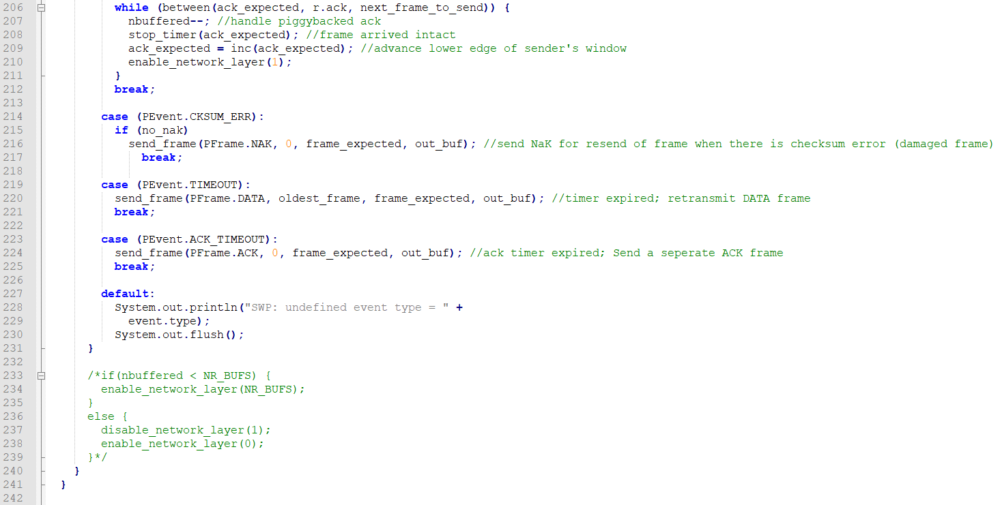 206 while (between(ack_expected, r.ack, next_frame_to_send)) {
207 nbuffered--; //handle piggybacked ack
208 stop_timer(ack_expected); //frame arrived intact
209 ack_expected = inc(ack_expected); //advance lower edge of sender's window
210 enable_network_layer(1);
211 }
212 break;
213
214 case (PEvent.CKSUM_ERR):
215 if (no_nak)
216 send_frame(PFrame.NAK, 0, frame_expected, out_buf); //send NaK for resend of frame when there is checksum error (damaged frame)
217 break;
218
219 case (PEvent.TIMEOUT):
220 send_frame(PFrame.DATA, oldest_frame, frame_expected, out_buf); //timer expired; retransmit DATA frame
221 break;
222
223 case (PEvent.ACK_TIMEOUT):
224 send_frame(PFrame.ACK, 0, frame_expected, out_buf); //ack timer expired; Send a seperate ACK frame
225 break;
226
227 default:
228 System.out.println("SWP: undefined event type = " +
229 event.type);
230 System.out.flush();
231 }
232
233 /*if(nbuffered < NR_BUFS) {
234 enable_network_layer(NR_BUFS);
235 }
236 else {
237 disable_network_layer(1);
238 enable_network_layer(0);
239 }*/
240 }
241 }
242